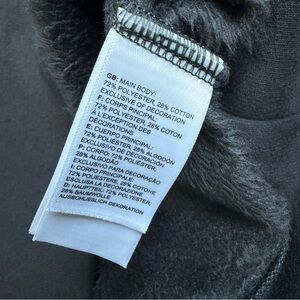 GB: MAIN BODY:
72% POLYESTER, 28% COTTON
EXCLUSIVE OF DECORATION
F: CORPS PINCIPAL:
72% POLYESTER, 28% COTON
À L'EXCEPTION DES
DÉCORATIONS
E: CUERPO PRINCIPAL:
72% POLIÉSTER, 28% ALGODÓN
EXCLUSIVO DE DECORACIÓN
P: CORPO: 72% POLIÉSTER,
28% ALGODÃO
EXCLUSIVO PARA DECORAÇÃO
I: CORPO PRINCIPALE:
72% POLIESTERE, 28% COTONE
ESCLUSA LA DECORAZIONE
D: HAUPTTEIL: 72% POLYESTER
28% BAUMWOLLE
AUSSCHLIESSLICH DEKORATION